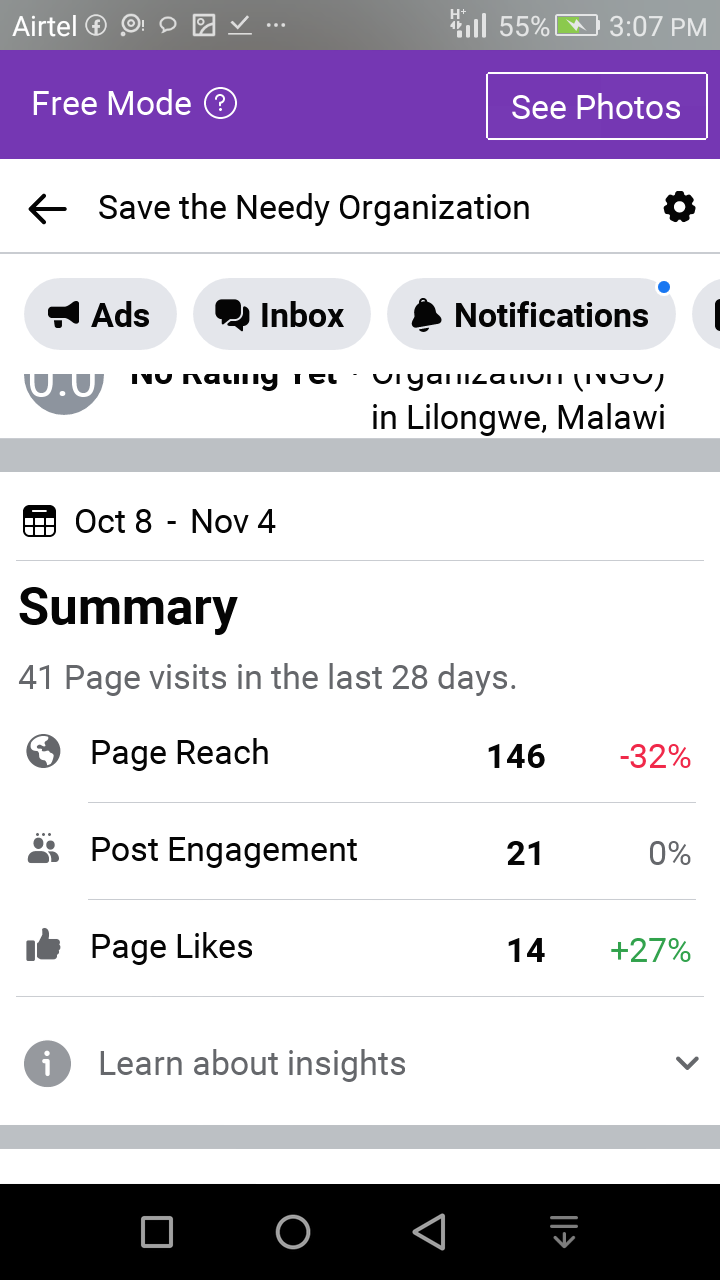 Airtel 55% 3:07 PM
H+
Free Mode ? See Photos
Save the Needy Organization
Ads Inbox Notifications
0.0 No Rating Yet · Organization (NGO)
in Lilongwe, Malawi
Oct 8 - Nov 4
Summary
41 Page visits in the last 28 days.
Page Reach 146 -32%
Post Engagement 21 0%
Page Likes 14 +27%
Learn about insights